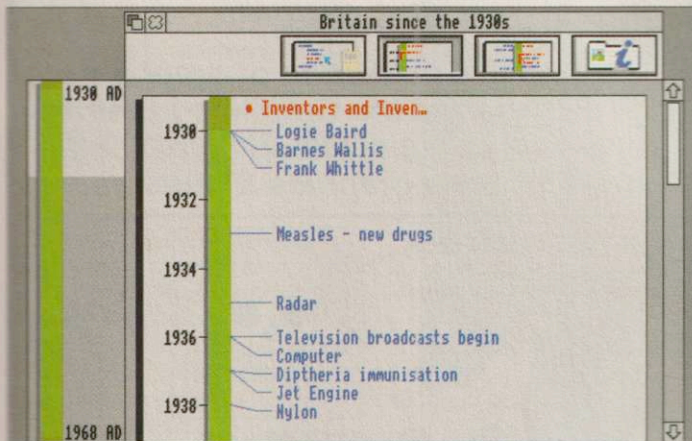 Britain since the 1930s
1930 AD
• Inventors and Inven…
1930
Logie Baird
Barnes Wallis
Frank Whittle
1932
Measles - new drugs
1934
Radar
1936
Television broadcasts begin
Computer
Diptheria immunisation
Jet Engine
1938
Nylon
1968 AD